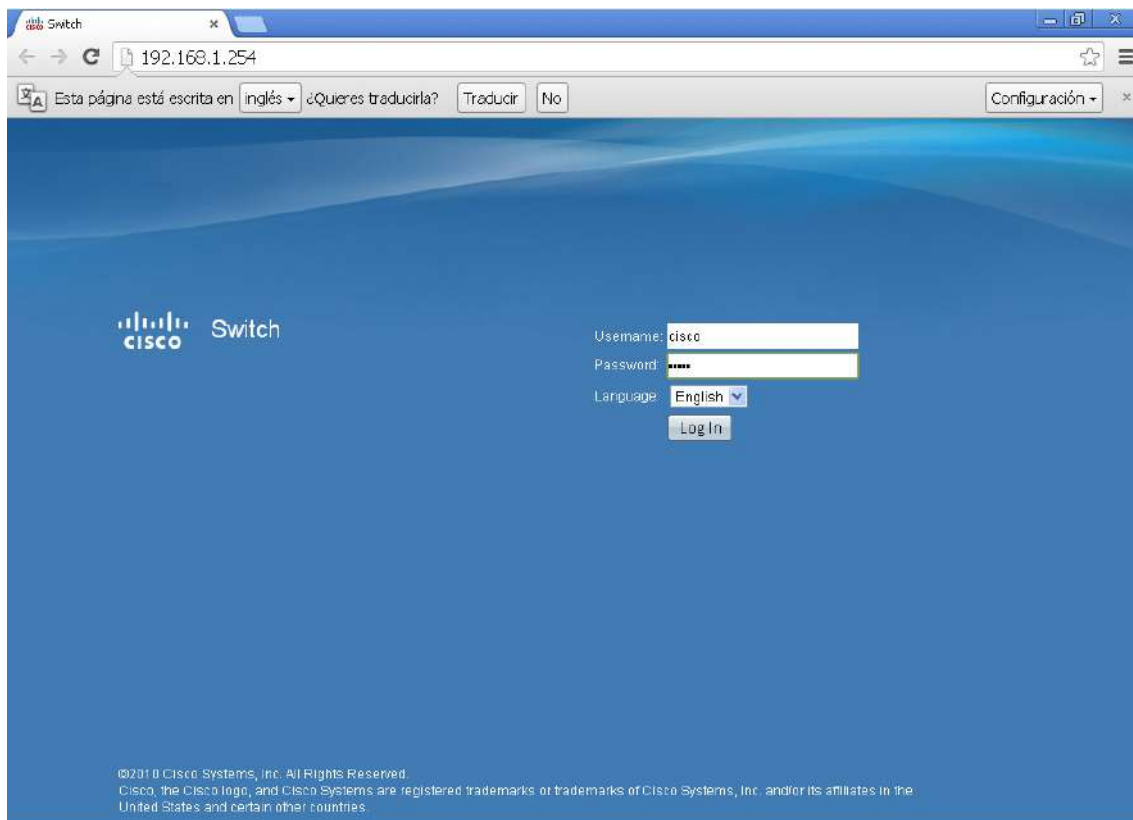 Switch
192.168.1.254
Esta página está escrita en inglés ¿Quieres traducirla? Traducir No Configuración
cisco Switch
Username: cisco
Password:
Language: English
Log In
©2010 Cisco Systems, Inc. All Rights Reserved.
Cisco, the Cisco logo, and Cisco Systems are registered trademarks or trademarks of Cisco Systems, Inc. and/or its affiliates in the
United States and certain other countries.